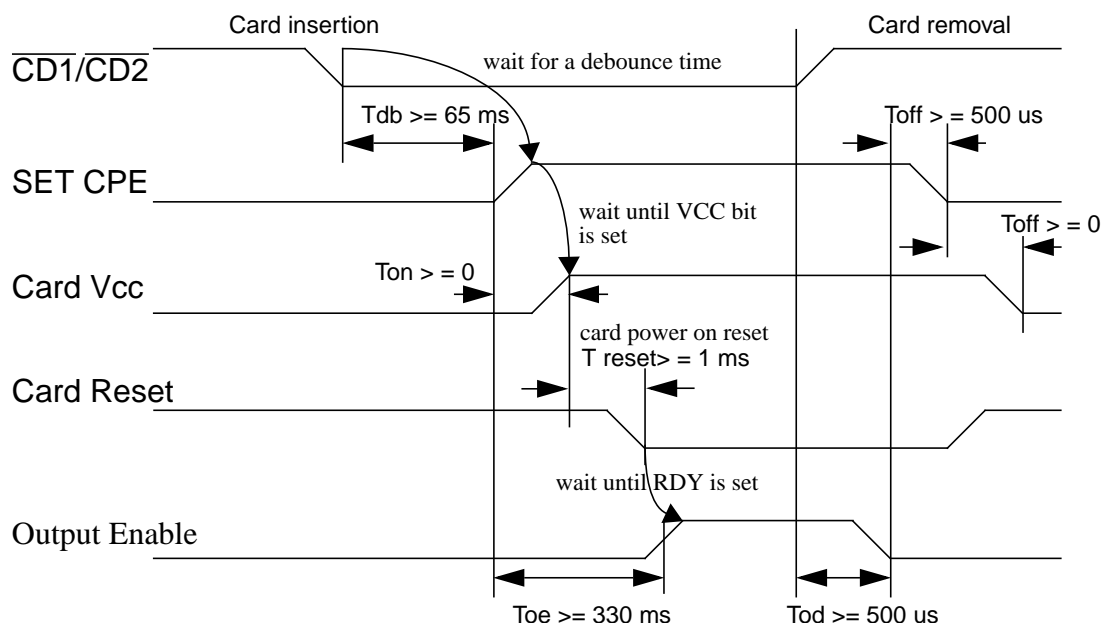 Card insertion
Card removal
CD1/CD2
wait for a debounce time
Tdb >= 65 ms
Toff > = 500 us
SET CPE
wait until VCC bit
is set
Toff > = 0
Ton > = 0
Card Vcc
card power on reset
T reset> = 1 ms
Card Reset
wait until RDY is set
Output Enable
Toe >= 330 ms
Tod >= 500 us